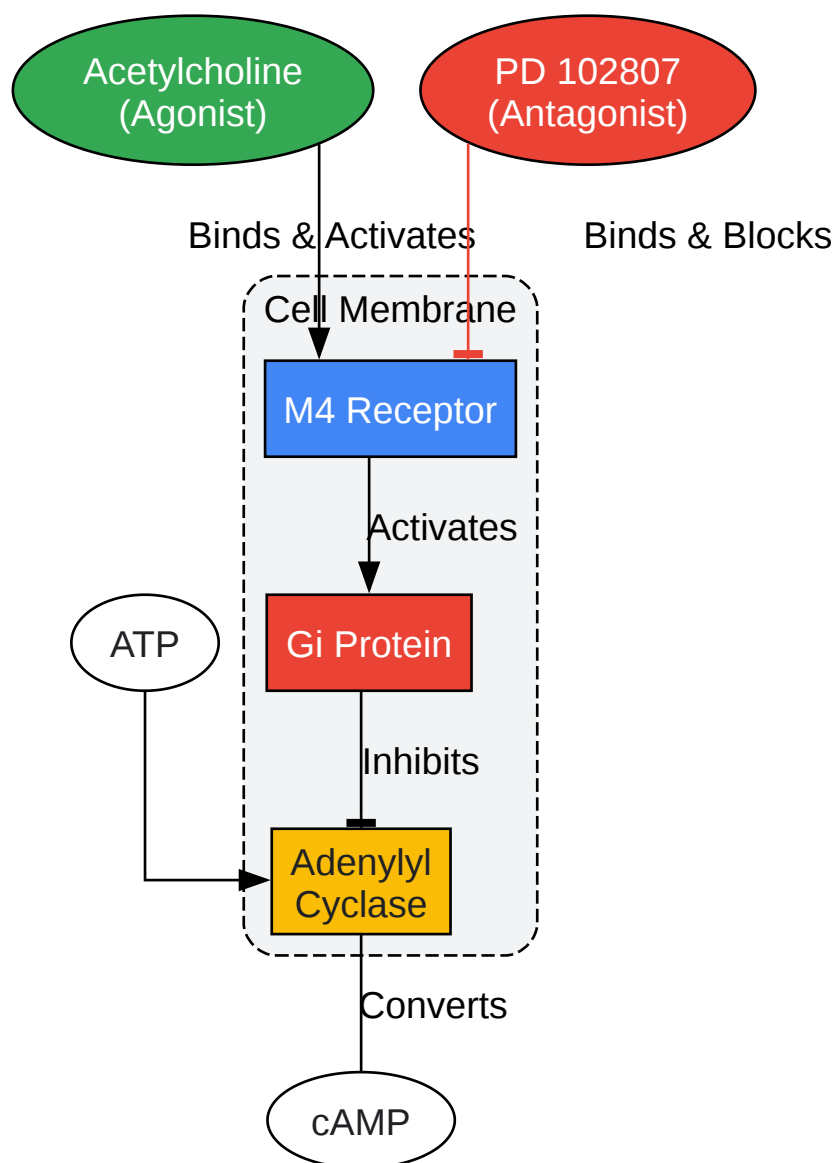 Acetylcholine
(Agonist)
PD 102807
(Antagonist)
Binds & Activates
Binds & Blocks
Cell Membrane
M4 Receptor
Activates
ATP
Gi Protein
Inhibits
Adenylyl
Cyclase
Converts
cAMP